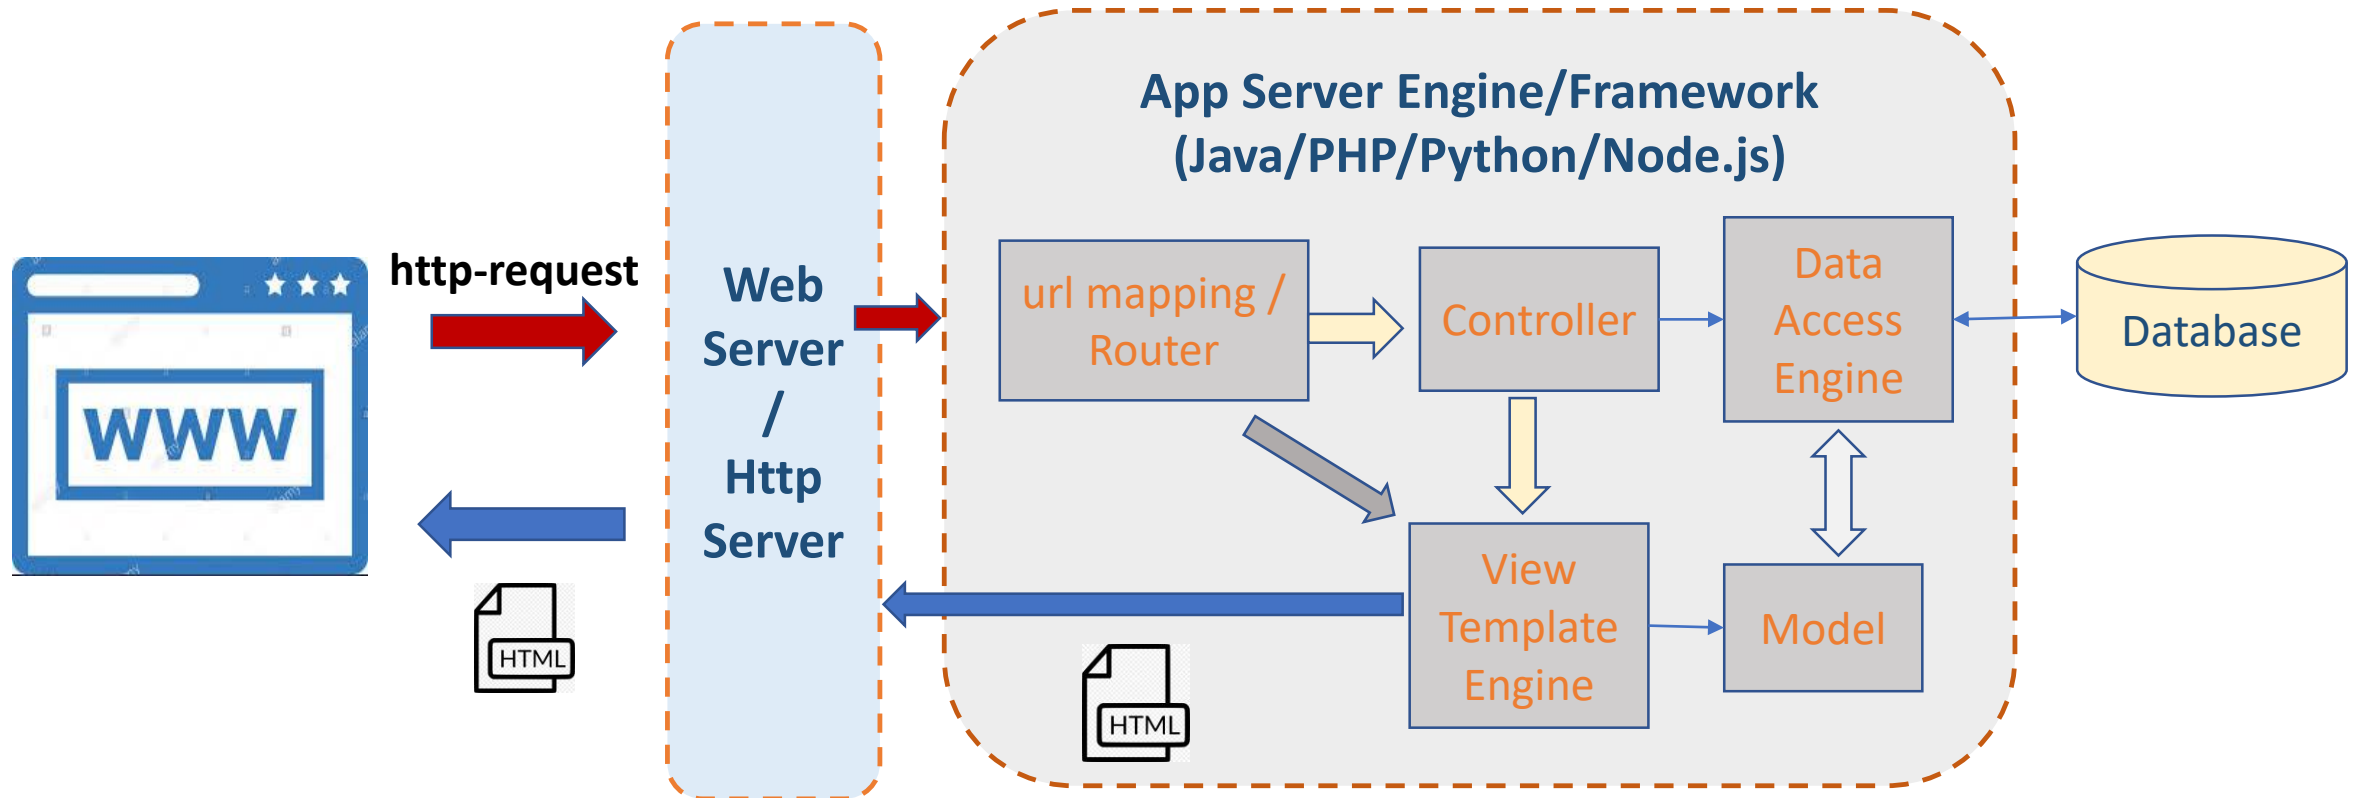 App Server Engine/Framework
(Java/PHP/Python/Node.js)
http-request
WWW
Web
Server
/
Http
Server
url mapping /
Router
Controller
Data
Access
Engine
Database
View
Template
Engine
Model
HTML
HTML